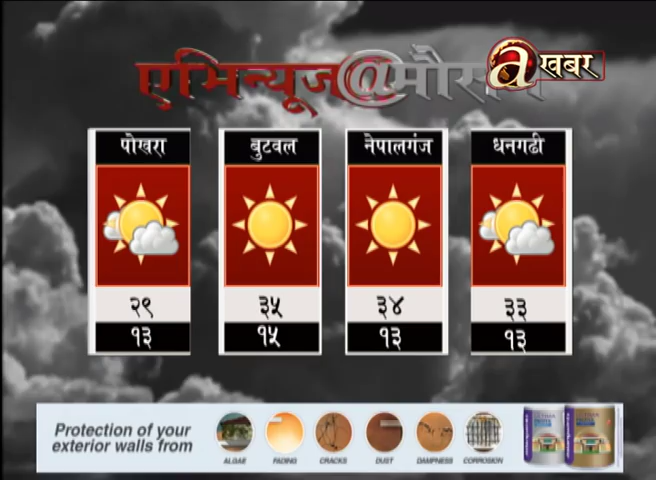 एभिन्यूज@मौस
a खबर
पोखरा
२९
१३
बुटवल
३५
१५
नेपालगंज
३४
१३
धनगढी
३३
१३
Protection of your
exterior walls from
ALGAE
FADING
CRACKS
DUST
DAMPNESS
CORROSION